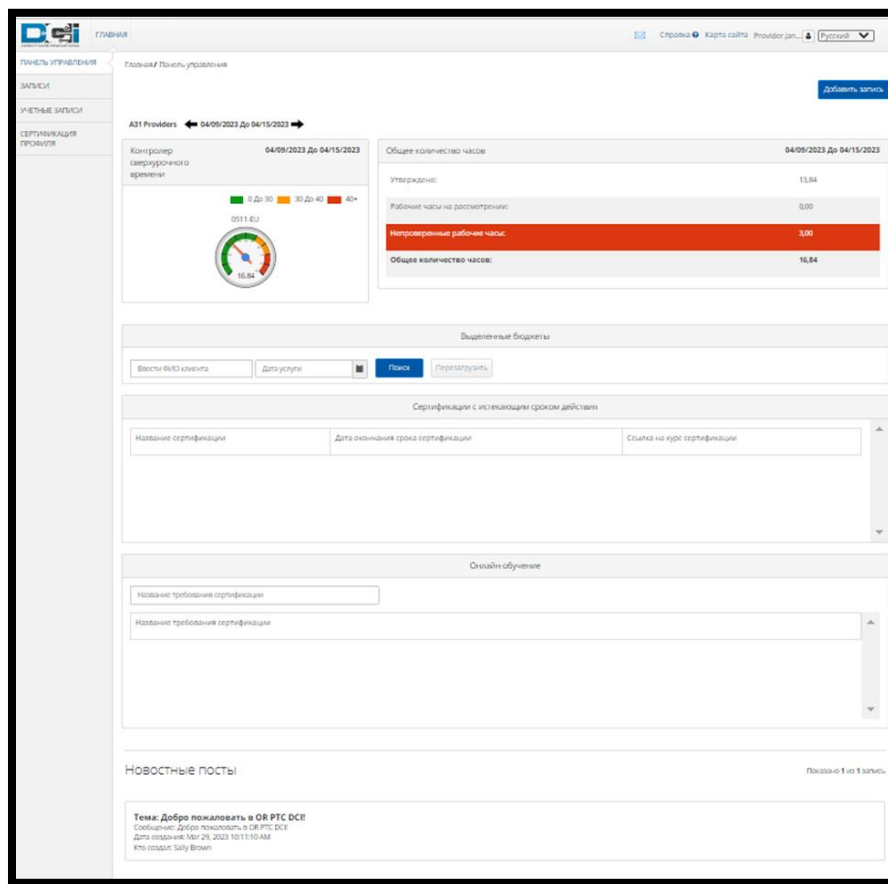 DCI
ГЛАВНАЯ
Справка
Карта сайта
Provider.Jan...
Русский
ПАНЕЛЬ УПРАВЛЕНИЯ
ЗАПИСИ
УЧЕТНЫЕ ЗАПИСИ
СЕРТИФИКАЦИЯ
ПРОФИЛЯ
Главная/ Панель управления
Добавить запись
A31 Providers 04/09/2023 До 04/15/2023
Контролер
сверхурочного
времени
04/09/2023 До 04/15/2023
0 До 30 30 До 40 40+
0511-EU
16.84
Общее количество часов 04/09/2023 До 04/15/2023
Утверждено: 13,84
Рабочие часы на рассмотрении: 0,00
Непроверенные рабочие часы: 3,00
Общее количество часов: 16,84
Выделенные бюджеты
Ввести ФИО клиента
Дата услуги
Поиск
Перезагрузить
Сертификации с истекающим сроком действия
Название сертификации
Дата окончания срока сертификации
Ссылка на курс сертификации
Онлайн-обучение
Название требования сертификации
Название требования сертификации
Новостные посты
Показано 1 из 1 запись
Тема: Добро пожаловать в OR PTC DCI!
Сообщение: Добро пожаловать в OR PTC DCI!
Дата создания: Mar 29, 2023 10:11:10 AM
Кто создал: Sally Brown